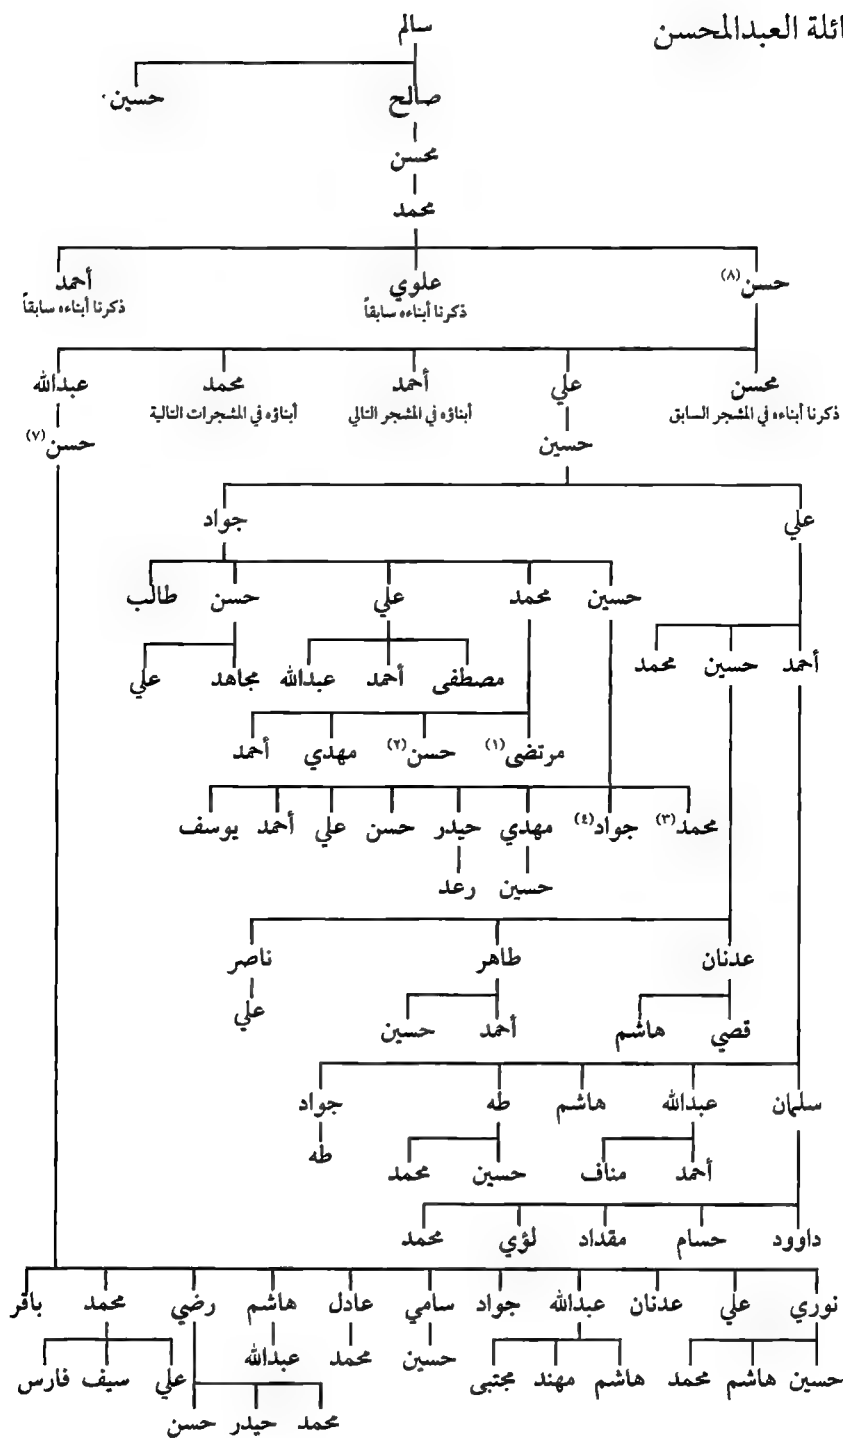 ائلة العبدالمحسن
سالم
صالح حسين
محسن
محمد
حسن (٨) علوي أحمد
ذكرنا أبناءه سابقاً ذكرنا أبناءه سابقاً
محسن علي أحمد محمد عبدالله
ذكرنا أبناءه في المشجر السابق أبناؤه في المشجر التالي أبناؤه في المشجرات التالية
حسين حسن (٧)
علي جواد
حسين محمد علي حسن طالب
أحمد حسين محمد مصطفى أحمد عبدالله مجاهد علي
مرتضى (١) حسن (٢) مهدي أحمد
محمد (٣) جواد (٤) مهدي حيدر حسن علي أحمد يوسف
حسين رعد
عدنان طاهر ناصر
قصي هاشم أحمد حسين علي
سلمان عبدالله هاشم طه جواد
أحمد مناف حسين محمد طه
داوود حسام مقداد لؤي محمد
نوري علي عدنان عبدالله جواد سامي عادل هاشم رضي محمد باقر
حسين هاشم محمد هاشم مهند مجتبى حسين محمد عبدالله علي سيف فارس
محمد حيدر حسن